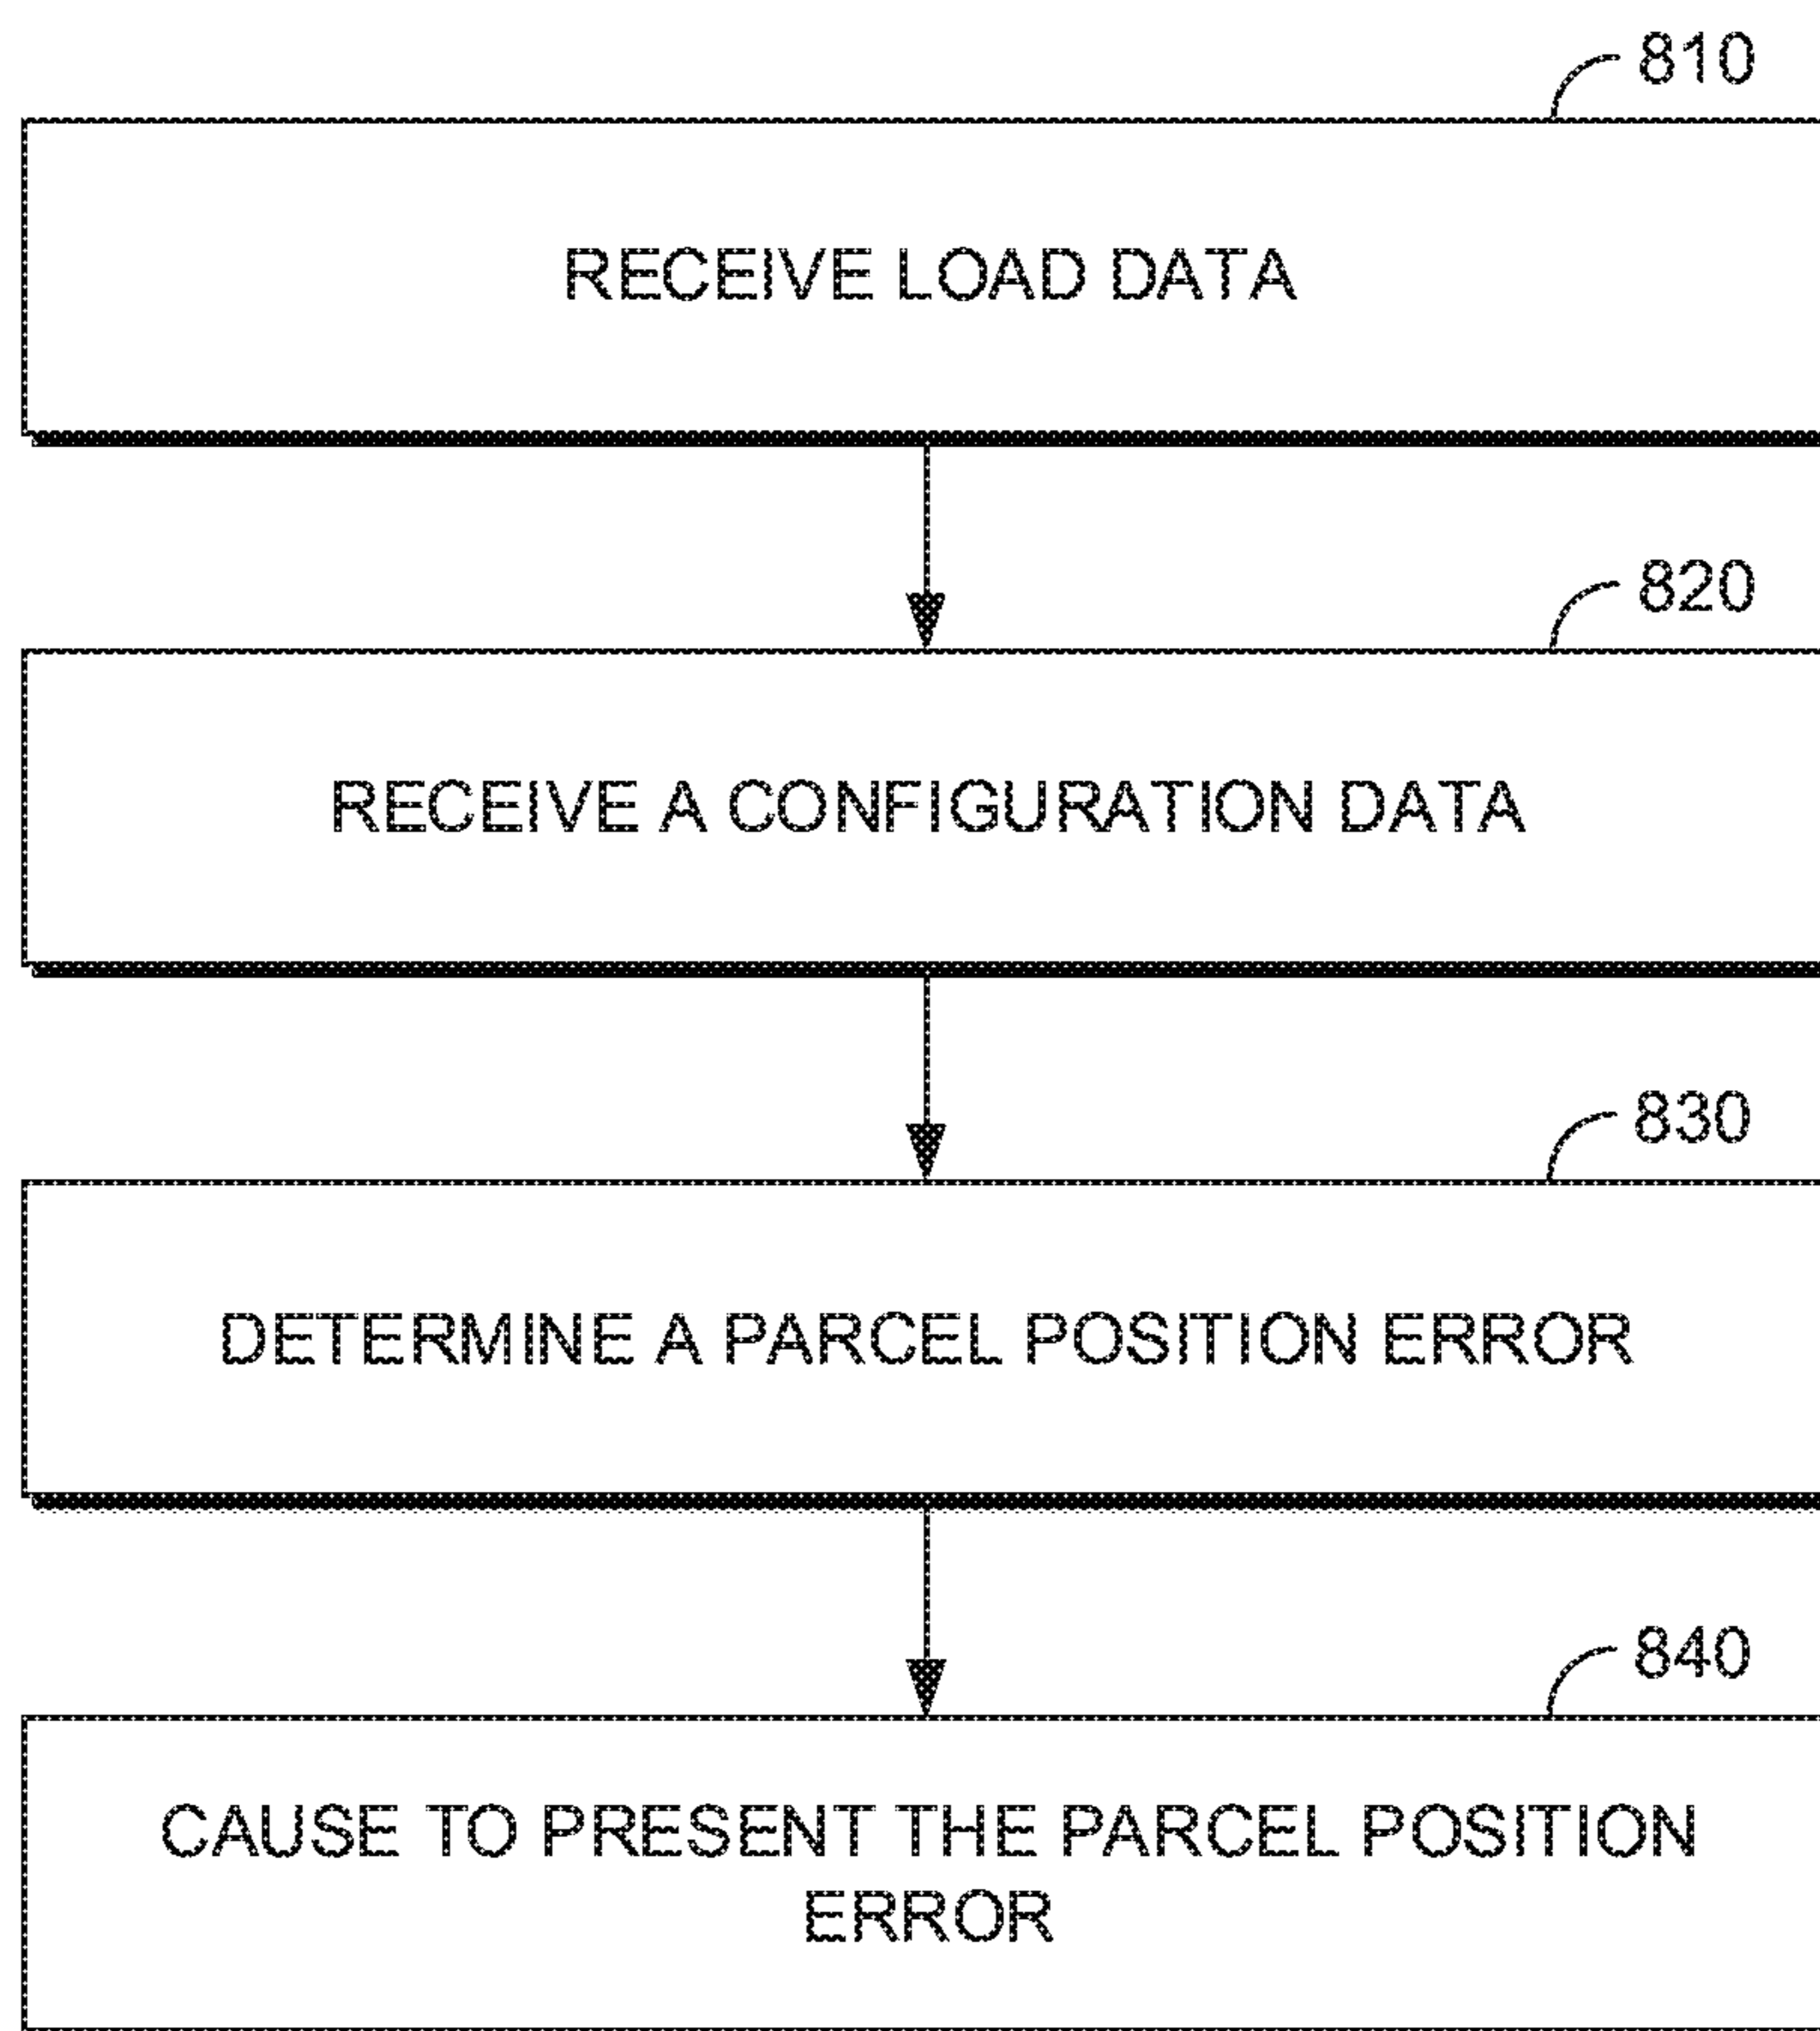 810
RECEIVE LOAD DATA
820
RECEIVE A CONFIGURATION DATA
830
DETERMINE A PARCEL POSITION ERROR
840
CAUSE TO PRESENT THE PARCEL POSITION
ERROR